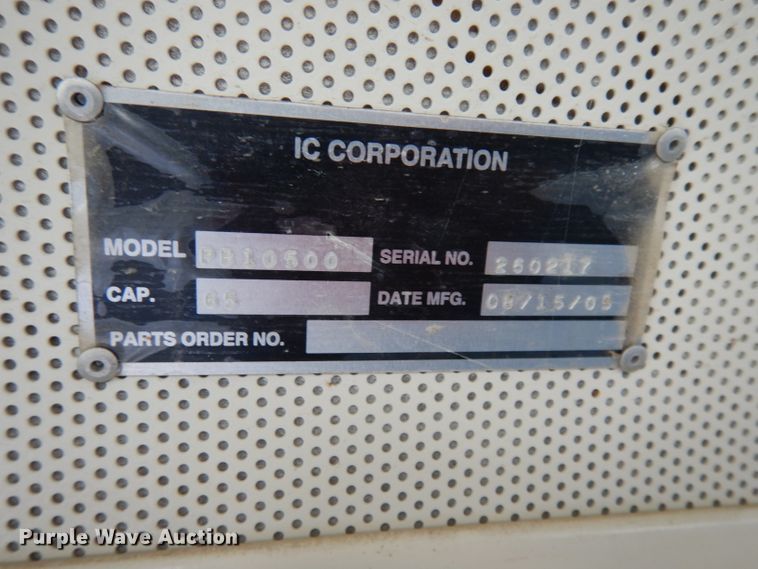 IC CORPORATION
MODEL PB10500 SERIAL NO. 260217
CAP. 65 DATE MFG. 08/15/05
PARTS ORDER NO.
Purple Wave Auction